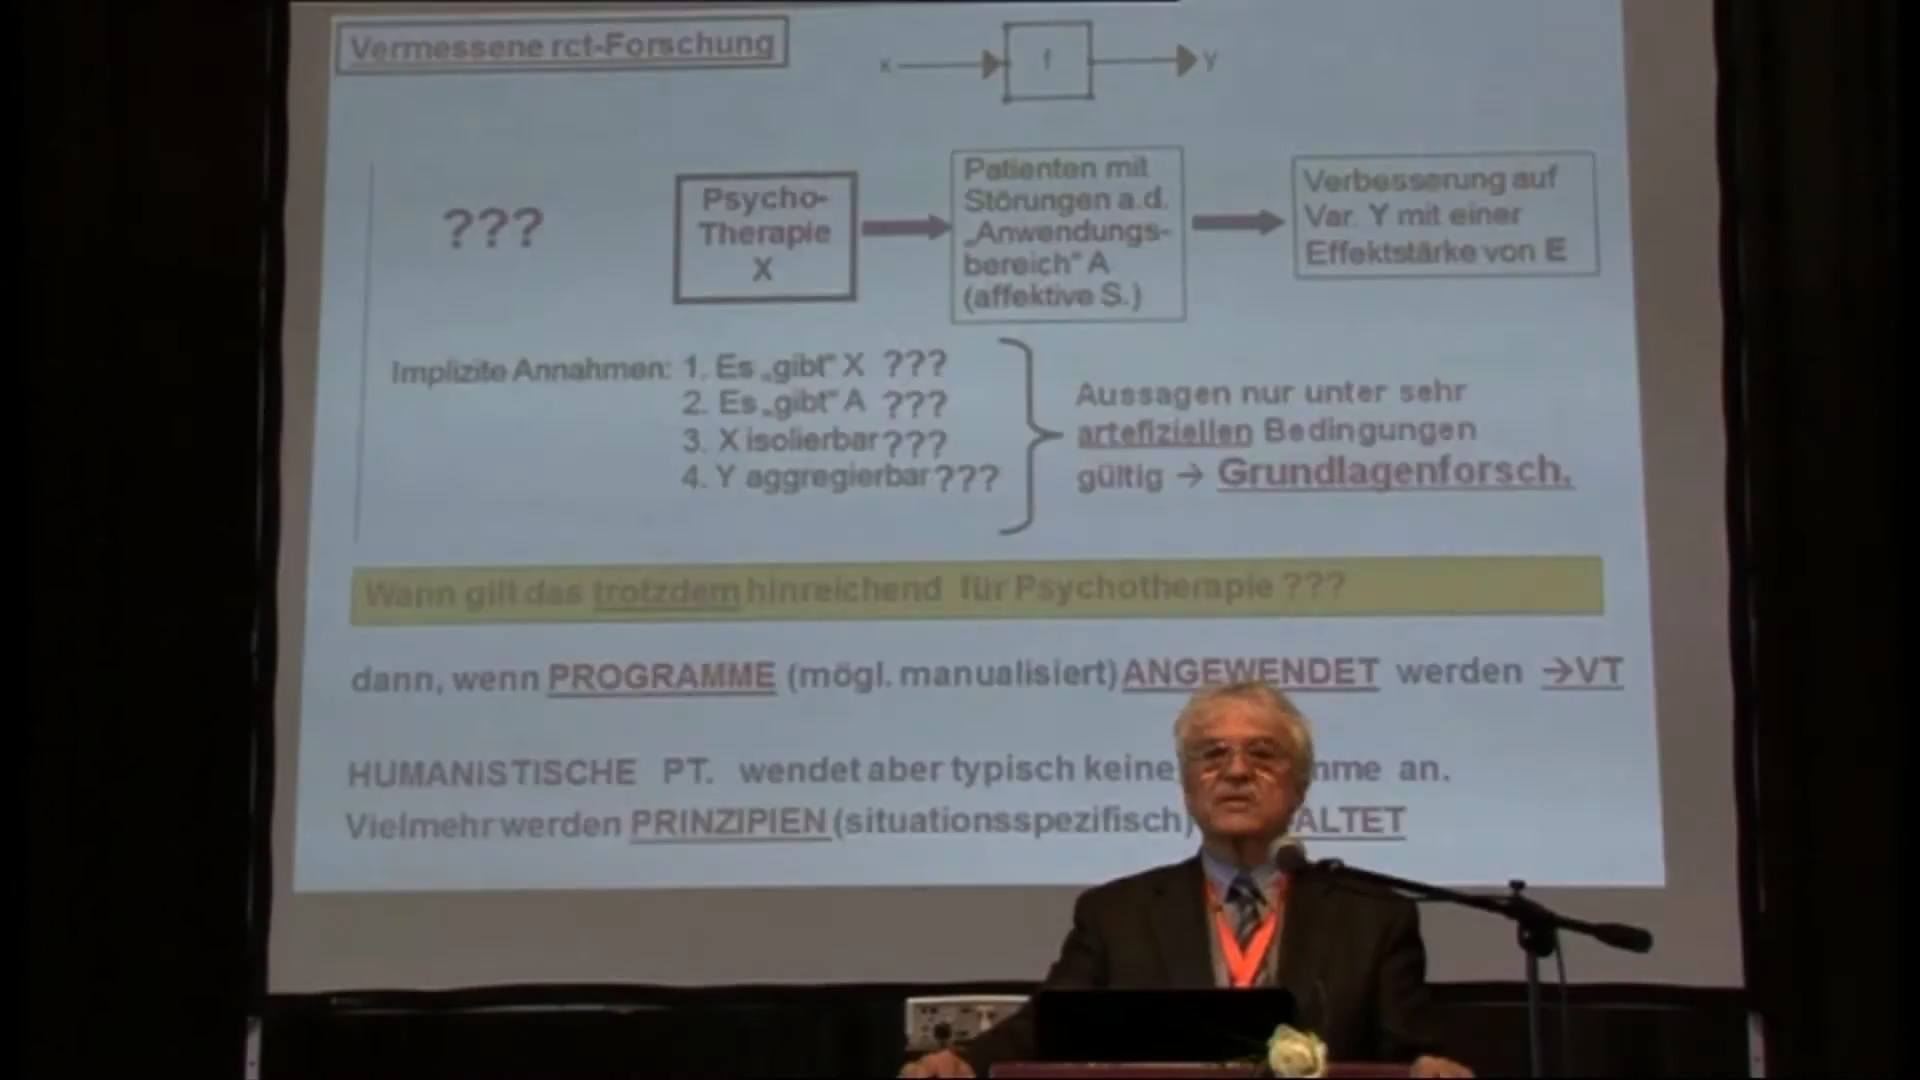 Vermessene rct-Forschung
x f Y
???
Psycho-
Therapie
X
Patienten mit
Störungen a.d.
„Anwendungs-
bereich“ A
(affektive S.)
Verbesserung auf
Var. Y mit einer
Effektstärke von E
Implizite Annahmen: 1. Es „gibt“ X ???
2. Es „gibt“ A ???
3. X isolierbar ???
4. Y aggregierbar ???
Aussagen nur unter sehr
artefiziellen Bedingungen
gültig → Grundlagenforsch.
Wann gilt das trotzdem hinreichend für Psychotherapie ???
dann, wenn PROGRAMME (mögl. manualisiert) ANGEWENDET werden →VT
HUMANISTISCHE PT. wendet aber typisch keine mme an.
Vielmehr werden PRINZIPIEN (situationsspezifisch) ALTET